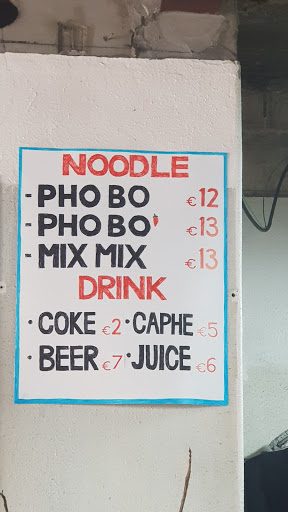 NOODLE
- PHO BO €12
- PHO BO €13
- MIX MIX €13
DRINK
· COKE €2 · CAPHE €5
· BEER €7 · JUICE €6